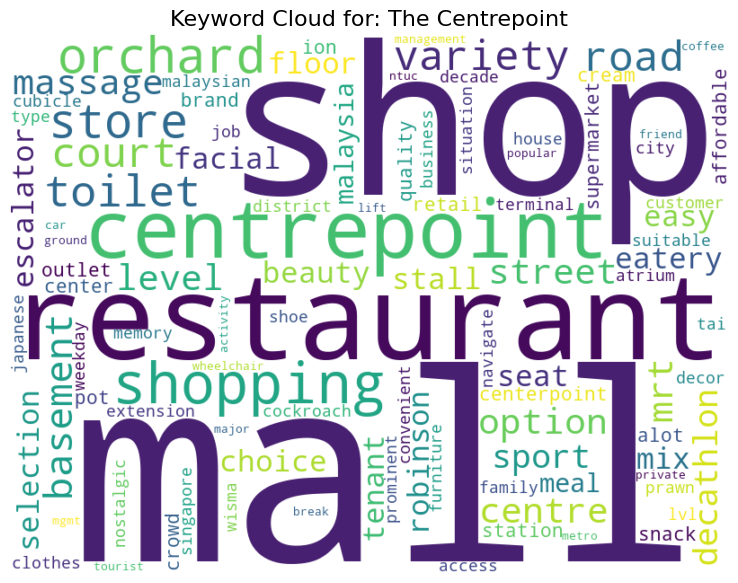 Keyword Cloud for: The Centrepoint
management
coffee
orchard
ion
floor
variety
road
massage
malaysian
ntuc
decade
cream
cubicle
brand
type
store
job
shop
malaysia
quality
business
situation
house
popular
supermarket
friend
city
affordable
court
facial
toilet
escalator
district
lift
retail
terminal
customer
easy
car
ground
centrepoint
suitable
outlet
center
level
beauty
stall
street
eatery
atrium
restaurant
japanese
weekday
memory
activity
shoe
navigate
tai
wheelchair
shopping
seat
centerpoint
mrt
decor
basement
pot
extension
cockroach
convenient
robinson
option
alot
selection
major
mall
choice
tenant
prominent
furniture
sport
mix
private
decathlon
nostalgic
wisma
break
family
meal
prawn
mgmt
crowd
singapore
centre
lvl
station
metro
snack
clothes
tourist
access